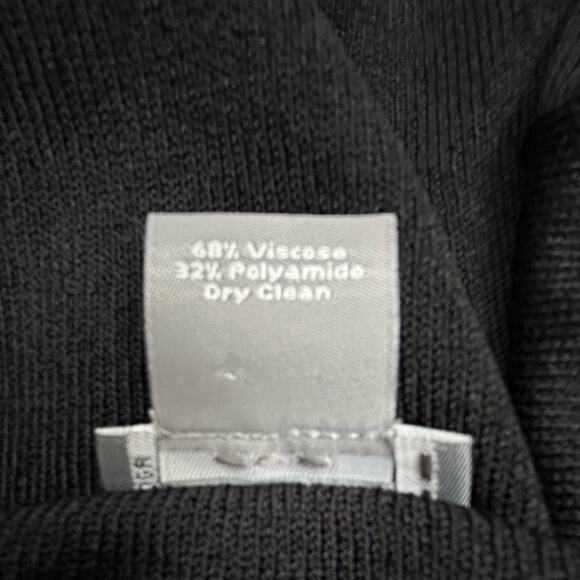 68% Viscose
32% Polyamide
Dry Clean